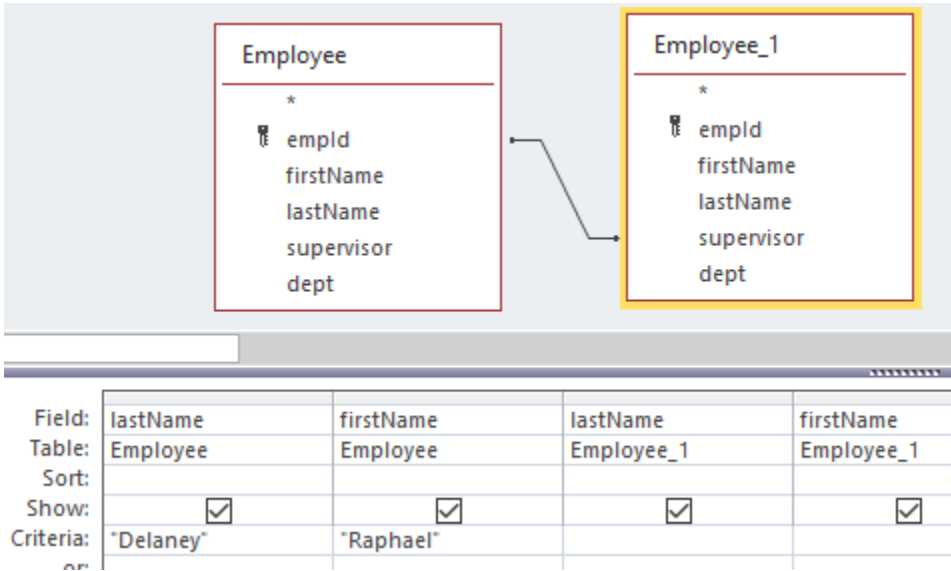 Employee
*
empId
firstName
lastName
supervisor
dept
Employee_1
*
empId
firstName
lastName
supervisor
dept
Field: lastName firstName lastName firstName
Table: Employee Employee Employee_1 Employee_1
Sort:
Show:
Criteria: "Delaney" "Raphael"
or: